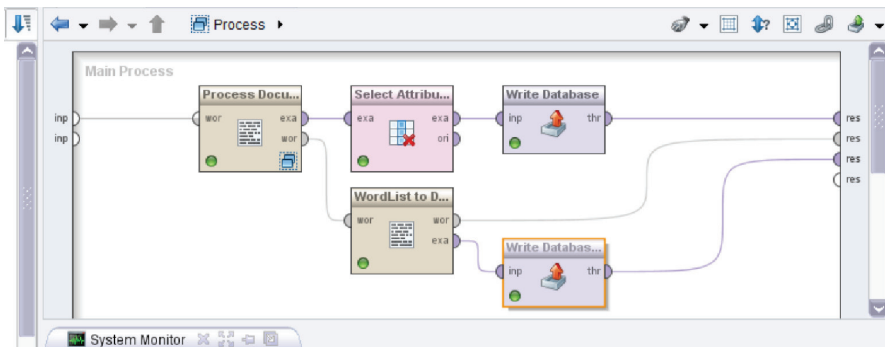 Process
Main Process
Process Docu...
Select Attribu...
Write Database
inp
wor
exa
exa
exa
inp
thr
res
inp
wor
ori
res
res
WordList to D...
res
wor
wor
exa
Write Databas...
inp
thr
System Monitor